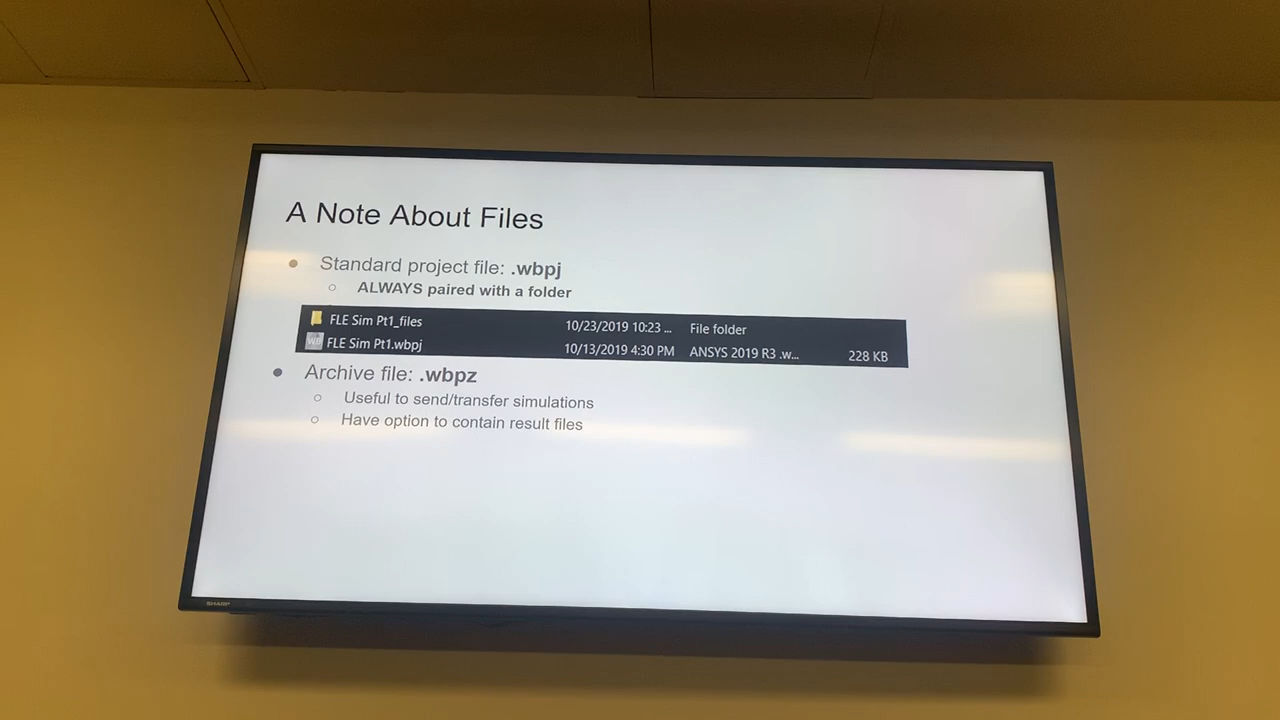 A Note About Files
Standard project file: .wbpj
ALWAYS paired with a folder
FLE Sim Pt1_files 10/23/2019 10:23 ... File folder
WB FLE Sim Pt1.wbpj 10/13/2019 4:30 PM ANSYS 2019 R3 .w... 228 KB
Archive file: .wbpz
Useful to send/transfer simulations
Have option to contain result files
SHARP